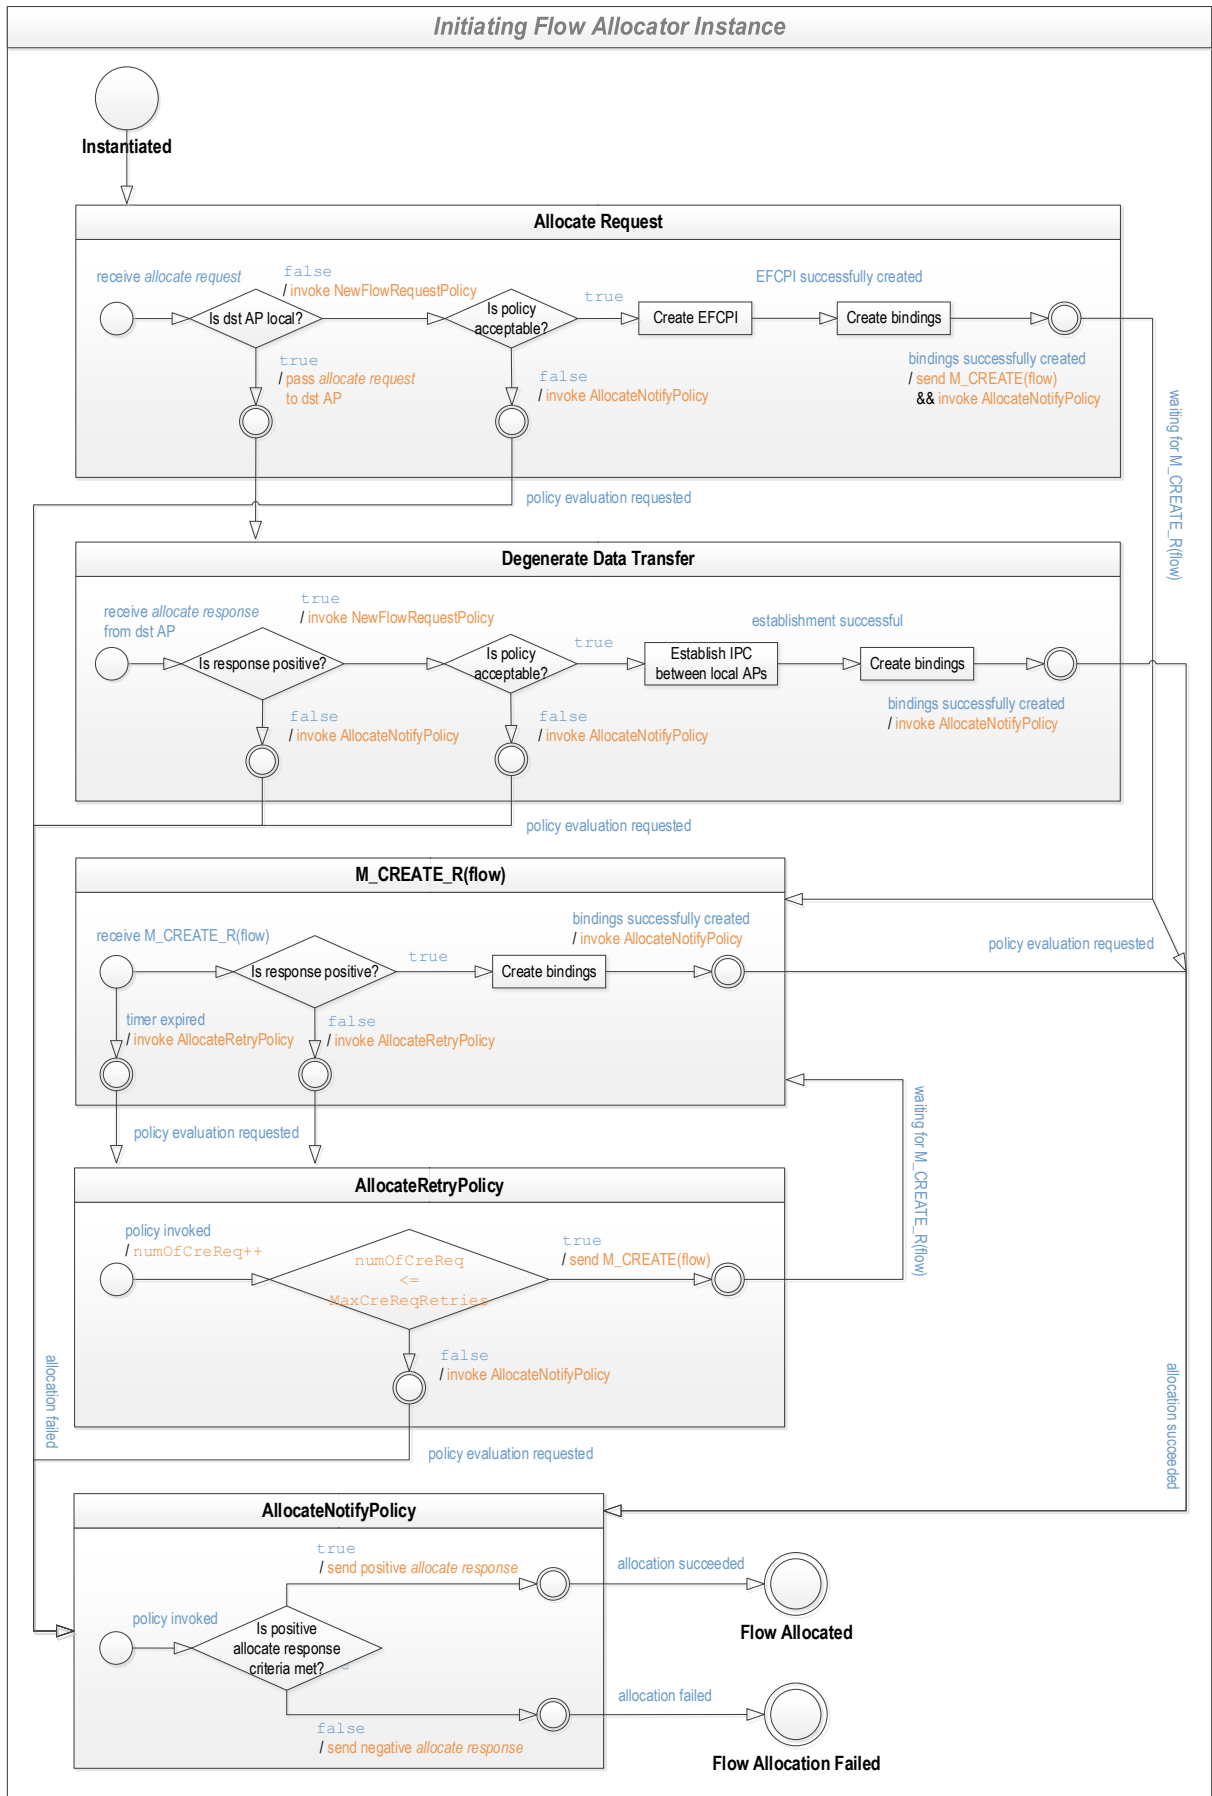 Initiating Flow Allocator Instance
Instantiated
Allocate Request
receive allocate request
false
/ invoke NewFlowRequestPolicy
EFCPI successfully created
Is dst AP local?
Is policy
acceptable?
true
Create EFCPI
Create bindings
true
/ pass allocate request
to dst AP
false
/ invoke AllocateNotifyPolicy
bindings successfully created
/ send M_CREATE(flow)
&& invoke AllocateNotifyPolicy
waiting for M_CREATE_R(flow)
policy evaluation requested
Degenerate Data Transfer
receive allocate response
from dst AP
true
/ invoke NewFlowRequestPolicy
establishment successful
Is response positive?
Is policy
acceptable?
true
Establish IPC
between local APs
Create bindings
false
/ invoke AllocateNotifyPolicy
false
/ invoke AllocateNotifyPolicy
bindings successfully created
/ invoke AllocateNotifyPolicy
policy evaluation requested
M_CREATE_R(flow)
receive M_CREATE_R(flow)
bindings successfully created
/ invoke AllocateNotifyPolicy
Is response positive?
true
Create bindings
policy evaluation requested
timer expired
/ invoke AllocateRetryPolicy
false
/ invoke AllocateRetryPolicy
policy evaluation requested
waiting for M_CREATE_R(flow)
AllocateRetryPolicy
policy invoked
/ numOfCreReq++
numOfCreReq
<=
MaxCreReqRetries
true
/ send M_CREATE(flow)
false
/ invoke AllocateNotifyPolicy
allocation failed
allocation succeeded
policy evaluation requested
AllocateNotifyPolicy
true
/ send positive allocate response
policy invoked
Is positive
allocate response
criteria met?
allocation succeeded
Flow Allocated
false
/ send negative allocate response
allocation failed
Flow Allocation Failed